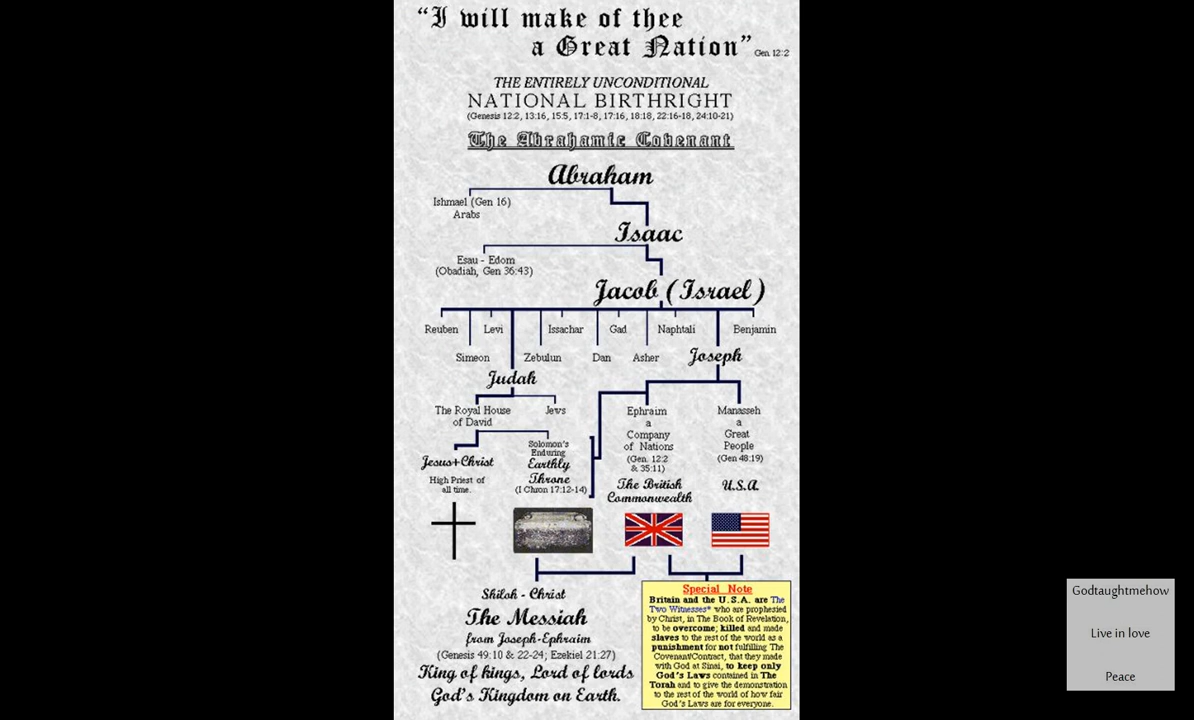 "I will make of thee
a Great Nation" Gen. 12:2
THE ENTIRELY UNCONDITIONAL
NATIONAL BIRTHRIGHT
(Genesis 12:2, 13:16, 15:5, 17:1-8, 17:16, 18:18, 22:16-18, 24:10-21)
The Abrahamic Covenant
Abraham
Ishmael (Gen 16)
Arabs
Isaac
Esau - Edom
(Obadiah, Gen 36:43)
Jacob (Israel)
Reuben Levi Issachar Gad Naphtali Benjamin
Simeon Zebulun Dan Asher Joseph
Judah
The Royal House
of David
Jews
Jesus+Christ
High Priest of
all time.
Solomon's
Enduring
Earthly
Throne
(I Chron 17:12-14)
Ephraim
a
Company
of Nations
(Gen. 12:2
& 35:11)
The British
Commonwealth
Manasseh
a
Great
People
(Gen 48:19)
U.S.A.
Shiloh - Christ
The Messiah
from Joseph-Ephraim
(Genesis 49:10 & 22-24; Ezekiel 21:27)
King of kings, Lord of lords
God's Kingdom on Earth.
Special Note
Britain and the U.S.A. are The
Two Witnesses* who are prophesied
by Christ, in The Book of Revelation,
to be overcome; killed and made
slaves to the rest of the world as a
punishment for not fulfilling The
Covenant/Contract, that they made
with God at Sinai, to keep only
God's Laws contained in The
Torah and to give the demonstration
to the rest of the world of how fair
God's Laws are for everyone.
Godtaughtmehow
Live in love
Peace